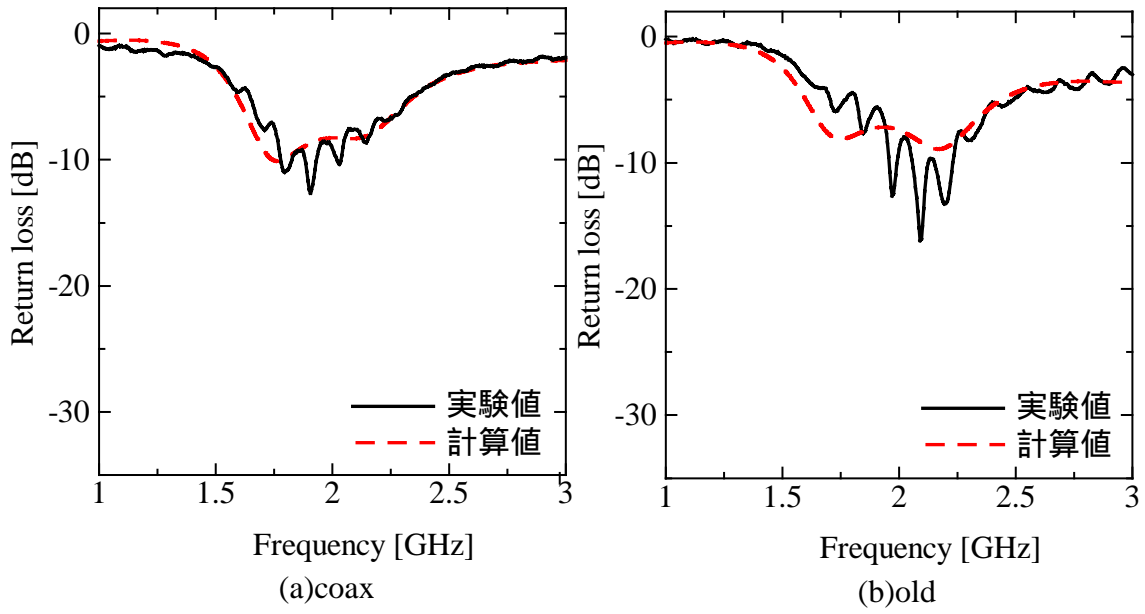 0
-10
-20
-30
Return loss [dB]
実験値
計算値
1
1.5
2
2.5
3
Frequency [GHz]
(a)coax
0
-10
-20
-30
Return loss [dB]
実験値
計算値
1
1.5
2
2.5
3
Frequency [GHz]
(b)old